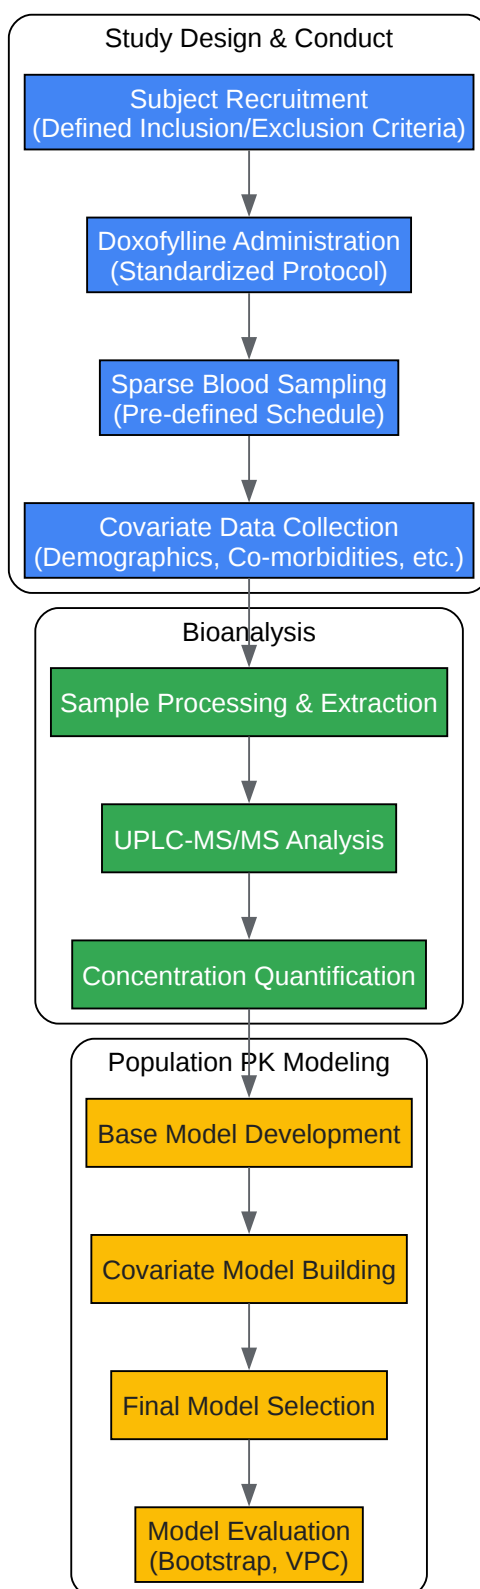 Study Design & Conduct
Subject Recruitment
(Defined Inclusion/Exclusion Criteria)
Doxofylline Administration
(Standardized Protocol)
Sparse Blood Sampling
(Pre-defined Schedule)
Covariate Data Collection
(Demographics, Co-morbidities, etc.)
Bioanalysis
Sample Processing & Extraction
UPLC-MS/MS Analysis
Concentration Quantification
Population PK Modeling
Base Model Development
Covariate Model Building
Final Model Selection
Model Evaluation
(Bootstrap, VPC)